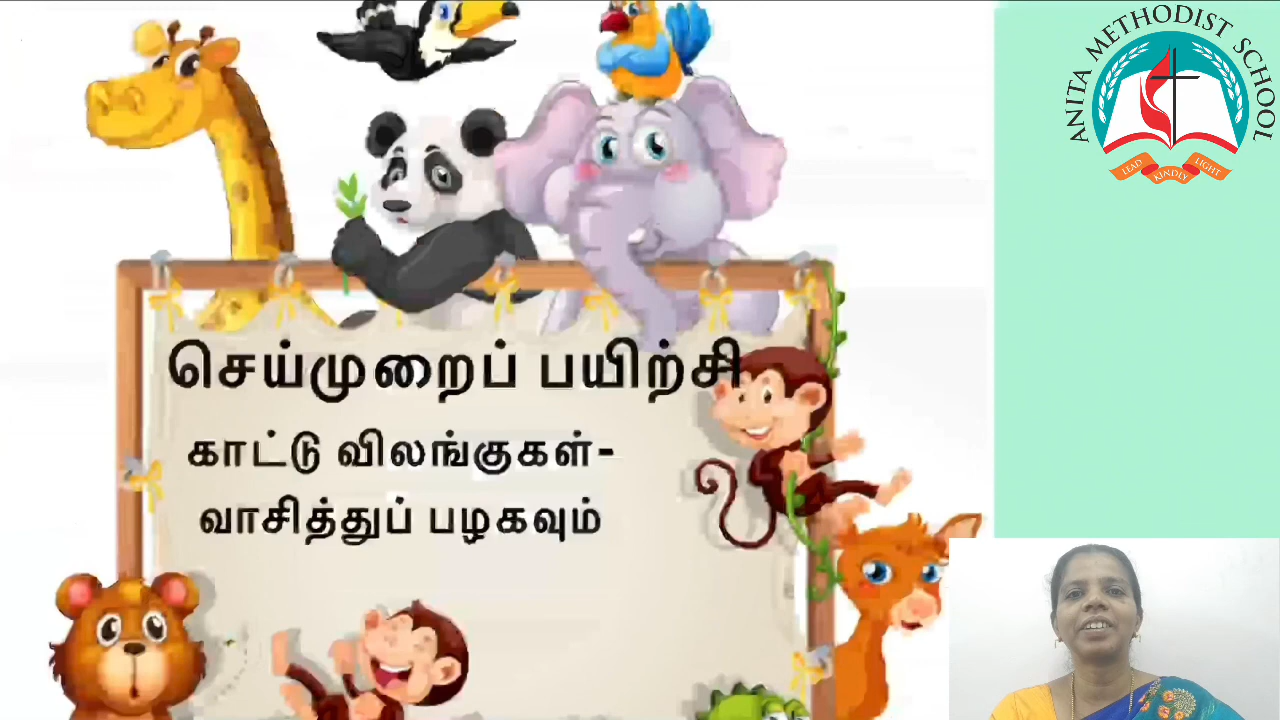 ANITA METHODIST SCHOOL
LEAD KINDLY LIGHT
செய்முறைப் பயிற்சி
காட்டு விலங்குகள்-
வாசித்துப் பழகவும்